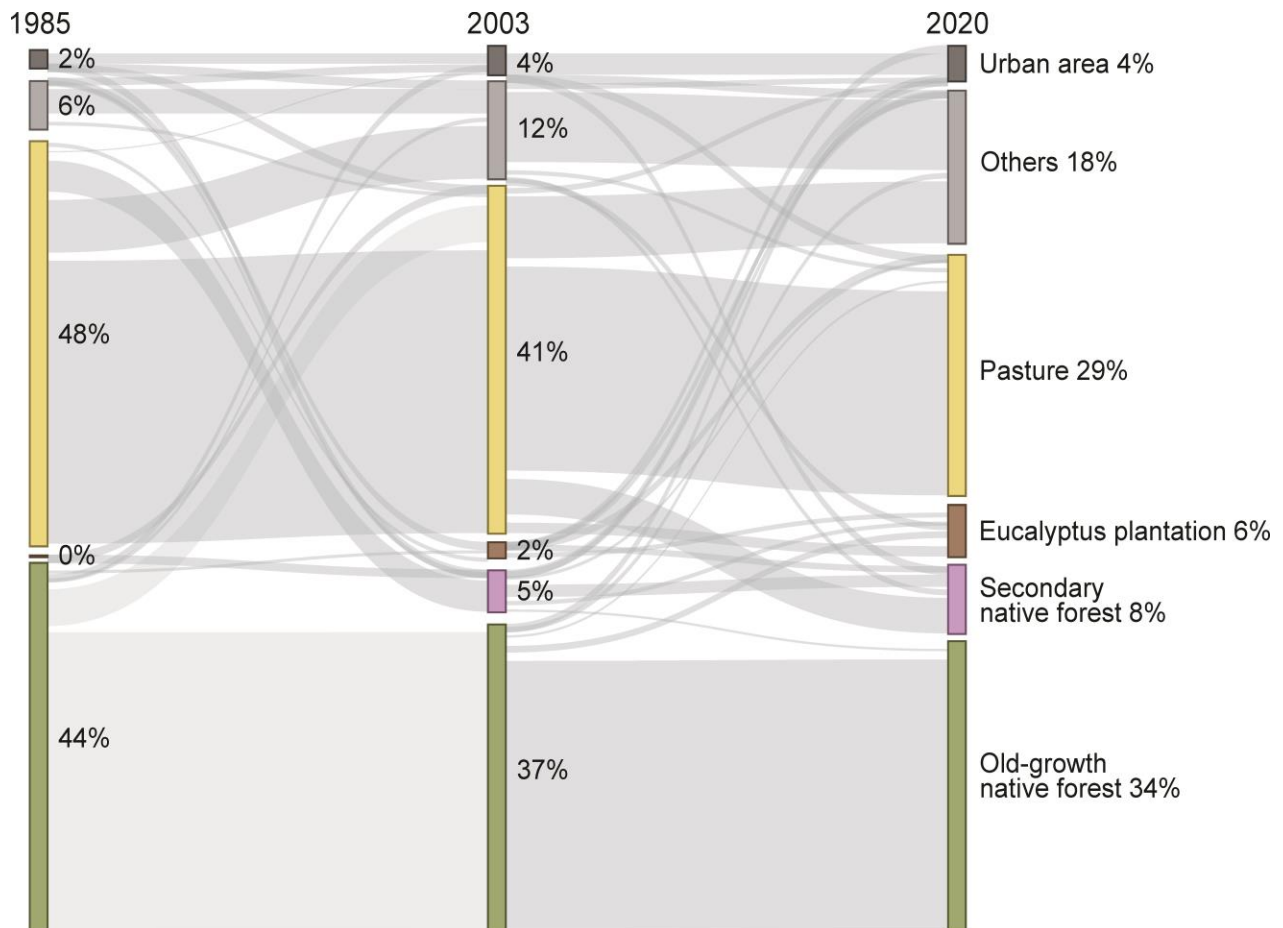 1985
2003
2020
2%
6%
48%
0%
44%
4%
12%
41%
2%
5%
37%
Urban area 4%
Others 18%
Pasture 29%
Eucalyptus plantation 6%
Secondary
native forest 8%
Old-growth
native forest 34%